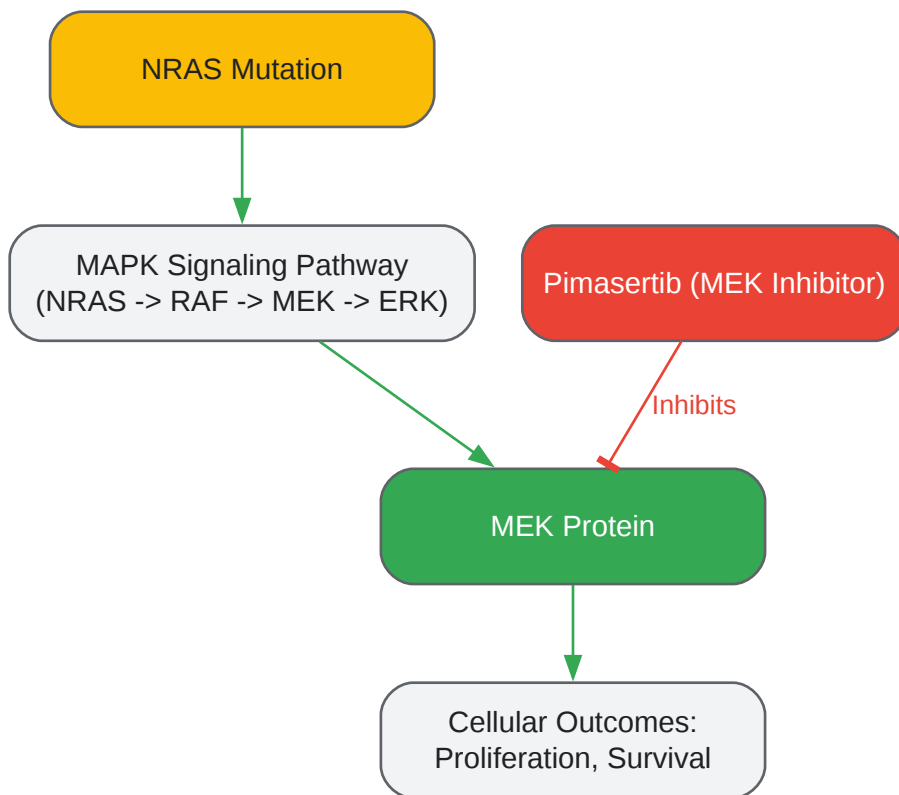 NRAS Mutation
MAPK Signaling Pathway
(NRAS -> RAF -> MEK -> ERK)
Pimasertib (MEK Inhibitor)
Inhibits
MEK Protein
Cellular Outcomes:
Proliferation, Survival